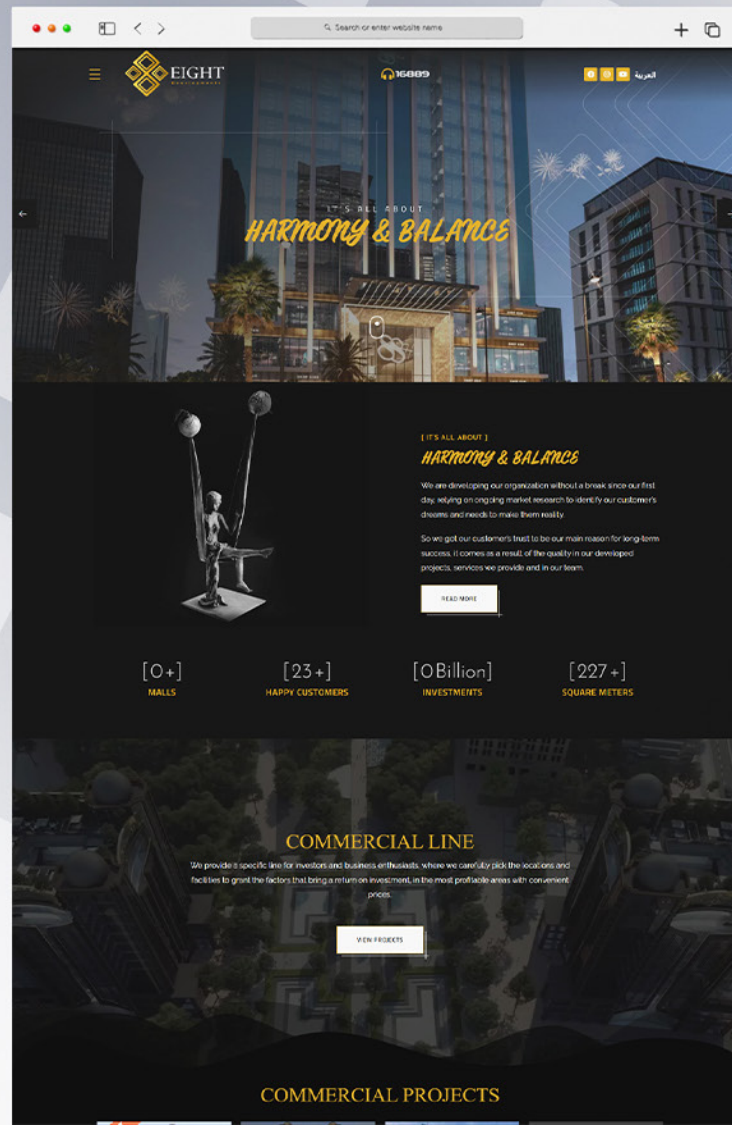 Search or enter website name
EIGHT
16889
العربية
IT'S ALL ABOUT
HARMONY & BALANCE
[ IT'S ALL ABOUT ]
HARMONY & BALANCE
We are developing our organization without a break since our first
day, relying on ongoing market research to identify our customer's
dreams and needs to make them reality.
So we got our customer's trust to be our main reason for long-term
success, it comes as a result of the quality in our developed
projects, services we provide and in our team.
READ MORE
[0+]
[23+]
[0Billion]
[227+]
MALLS
HAPPY CUSTOMERS
INVESTMENTS
SQUARE METERS
COMMERCIAL LINE
We provide a specific line for investors and business enthusiasts, where we carefully pick the locations and
facilities to grant the factors that bring a return on investment, in the most profitable areas with convenient
prices.
VIEW PROJECTS
COMMERCIAL PROJECTS